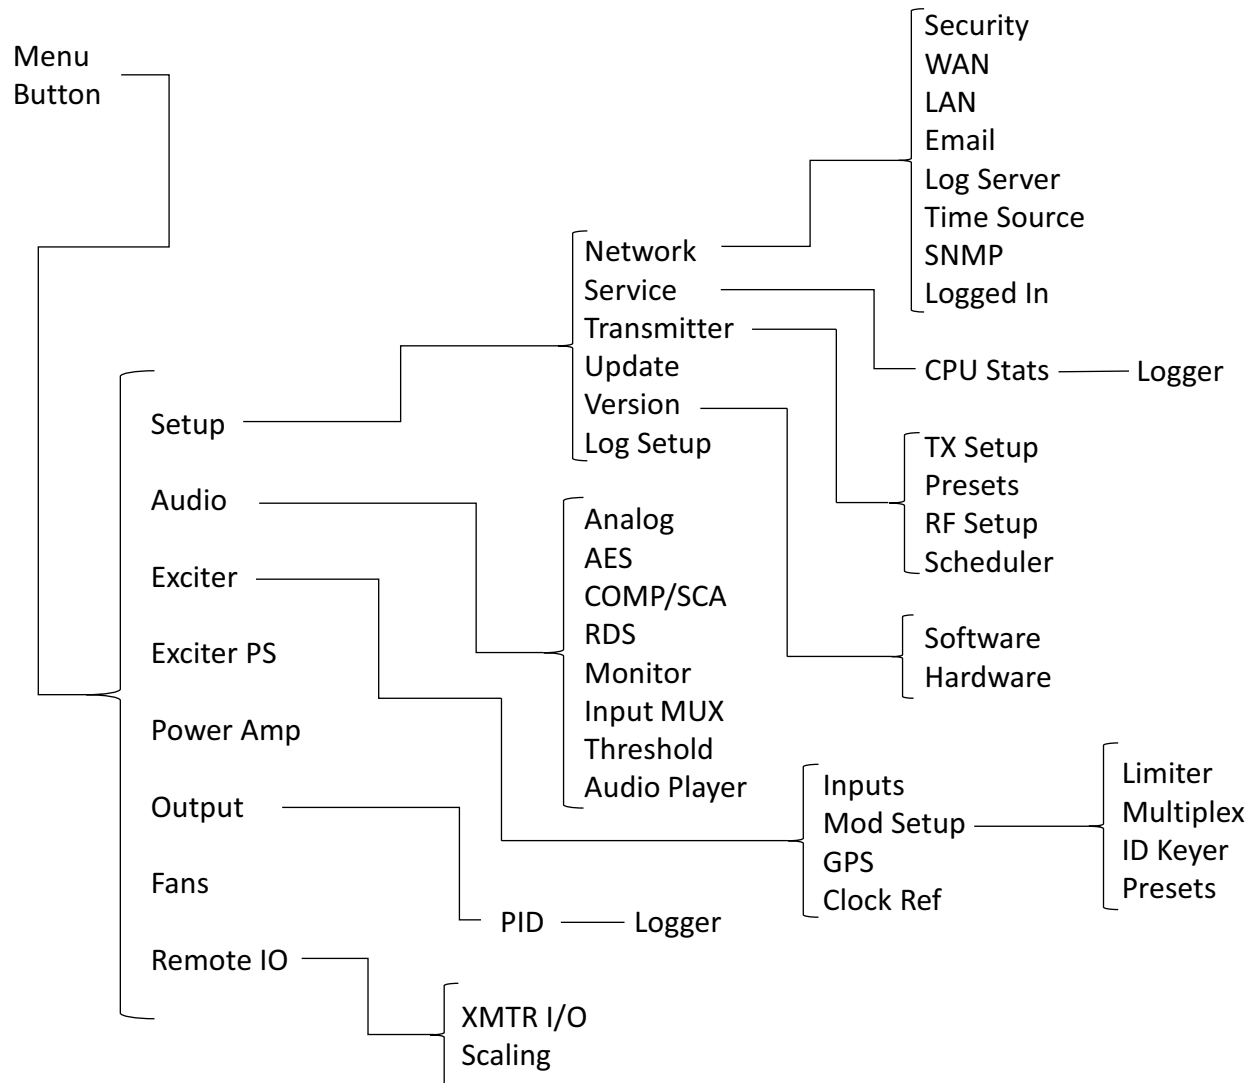 Menu
Button
Setup
Audio
Exciter
Exciter PS
Power Amp
Output
Fans
Remote IO
Network
Service
Transmitter
Update
Version
Log Setup
Security
WAN
LAN
Email
Log Server
Time Source
SNMP
Logged In
CPU Stats
Logger
TX Setup
Presets
RF Setup
Scheduler
Software
Hardware
Analog
AES
COMP/SCA
RDS
Monitor
Input MUX
Threshold
Audio Player
Inputs
Mod Setup
GPS
Clock Ref
Limiter
Multiplex
ID Keyer
Presets
PID
Logger
XMTR I/O
Scaling